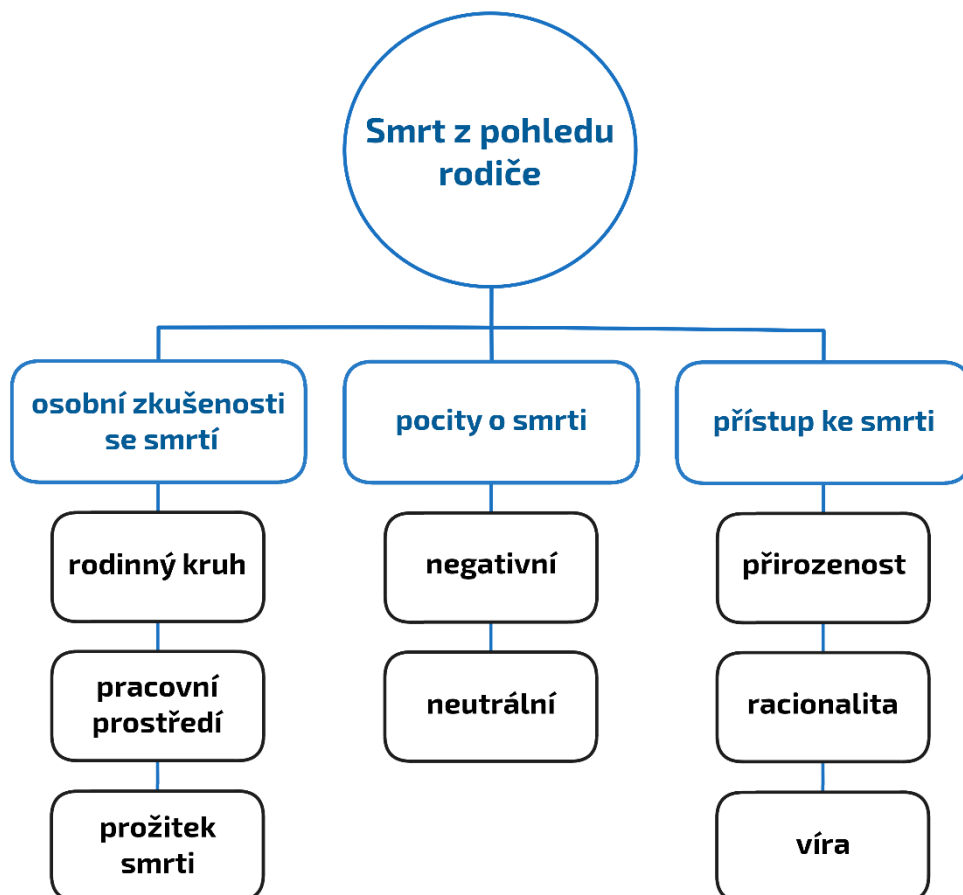 Smrt z pohledu
rodiče
osobní zkušenosti
se smrtí
pocity o smrti
přístup ke smrti
rodinný kruh
negativní
přirozenost
pracovní
prostředí
neutrální
racionalita
prožitek
smrti
víra